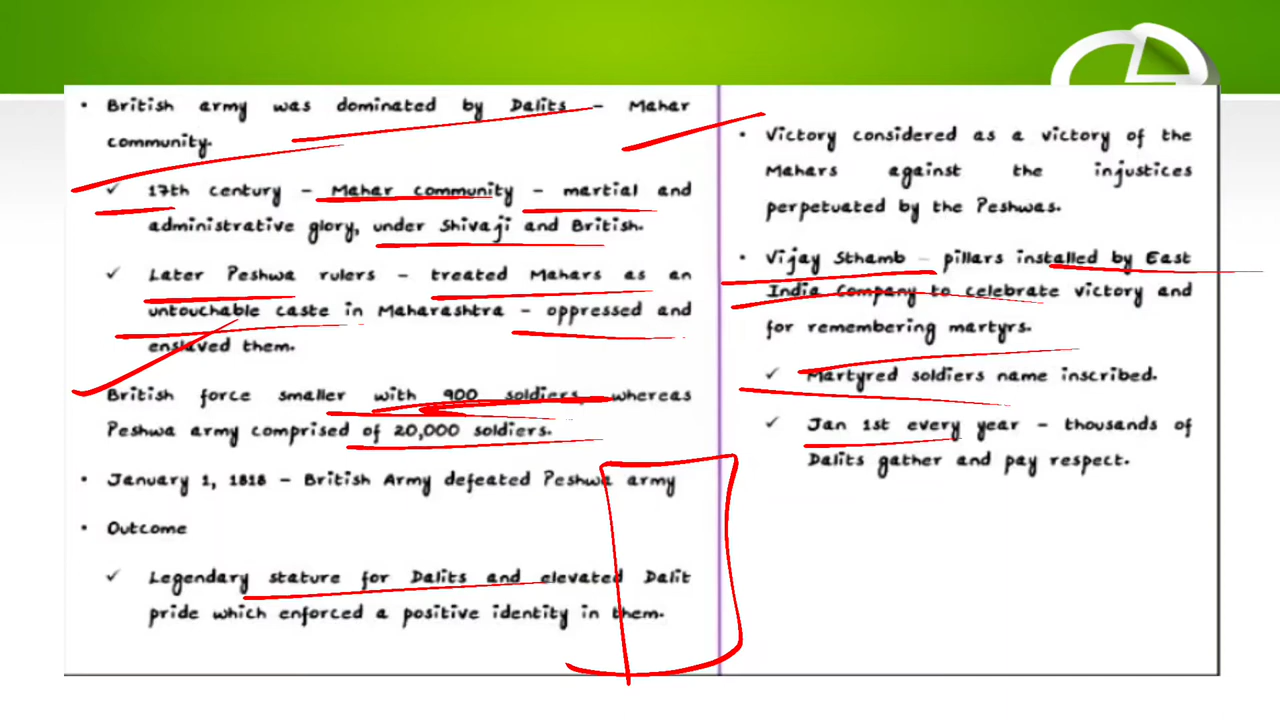 • British army was dominated by Dalits – Mahar
community.
✓ 17th century – Mahar community – martial and
administrative glory, under Shivaji and British.
✓ Later Peshwa rulers – treated Mahars as an
untouchable caste in Maharashtra – oppressed and
enslaved them.
British force smaller with 900 soldiers, whereas
Peshwa army comprised of 20,000 soldiers.
• January 1, 1818 – British Army defeated Peshwa army
• Outcome
✓ Legendary stature for Dalits and elevated Dalit
pride which enforced a positive identity in them.
• Victory considered as a victory of the
Mahars against the injustices
perpetuated by the Peshwas.
• Vijay Sthamb – pillars installed by East
India Company to celebrate victory and
for remembering martyrs.
✓ Martyred soldiers name inscribed.
✓ Jan 1st every year – thousands of
Dalits gather and pay respect.